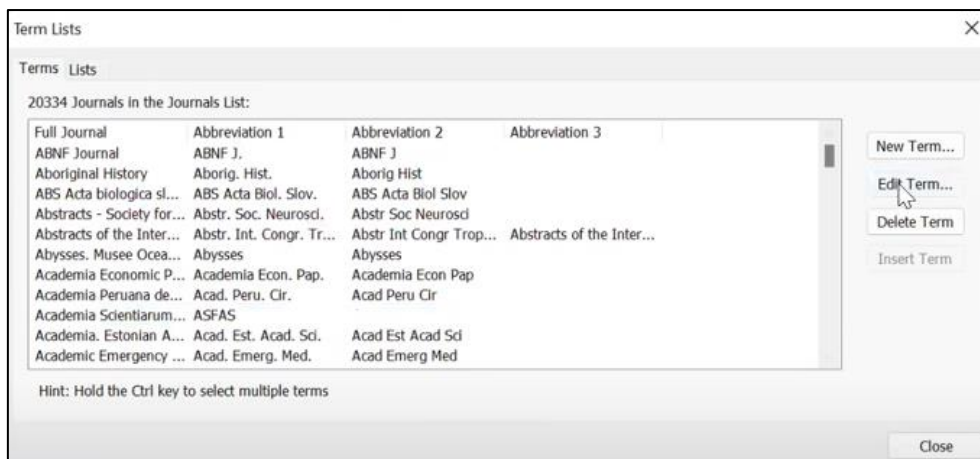 Term Lists
Terms Lists
20334 Journals in the Journals List:
Full Journal Abbreviation 1 Abbreviation 2 Abbreviation 3
ABNF Journal ABNF J. ABNF J
Aboriginal History Aborig. Hist. Aborig Hist
ABS Acta biologica sl... ABS Acta Biol. Slov. ABS Acta Biol Slov
Abstracts - Society for... Abstr. Soc. Neurosci. Abstr Soc Neurosci
Abstracts of the Inter... Abstr. Int. Congr. Tr... Abstr Int Congr Trop... Abstracts of the Inter...
Abysses. Musee Ocea... Abysses Abysses
Academia Economic P... Academia Econ. Pap. Academia Econ Pap
Academia Peruana de... Acad. Peru. Cir. Acad Peru Cir
Academia Scientiarum... ASFAS
Academia. Estonian A... Acad. Est. Acad. Sci. Acad Est Acad Sci
Academic Emergency ... Acad. Emerg. Med. Acad Emerg Med
Hint: Hold the Ctrl key to select multiple terms
New Term...
Edit Term...
Delete Term
Insert Term
Close